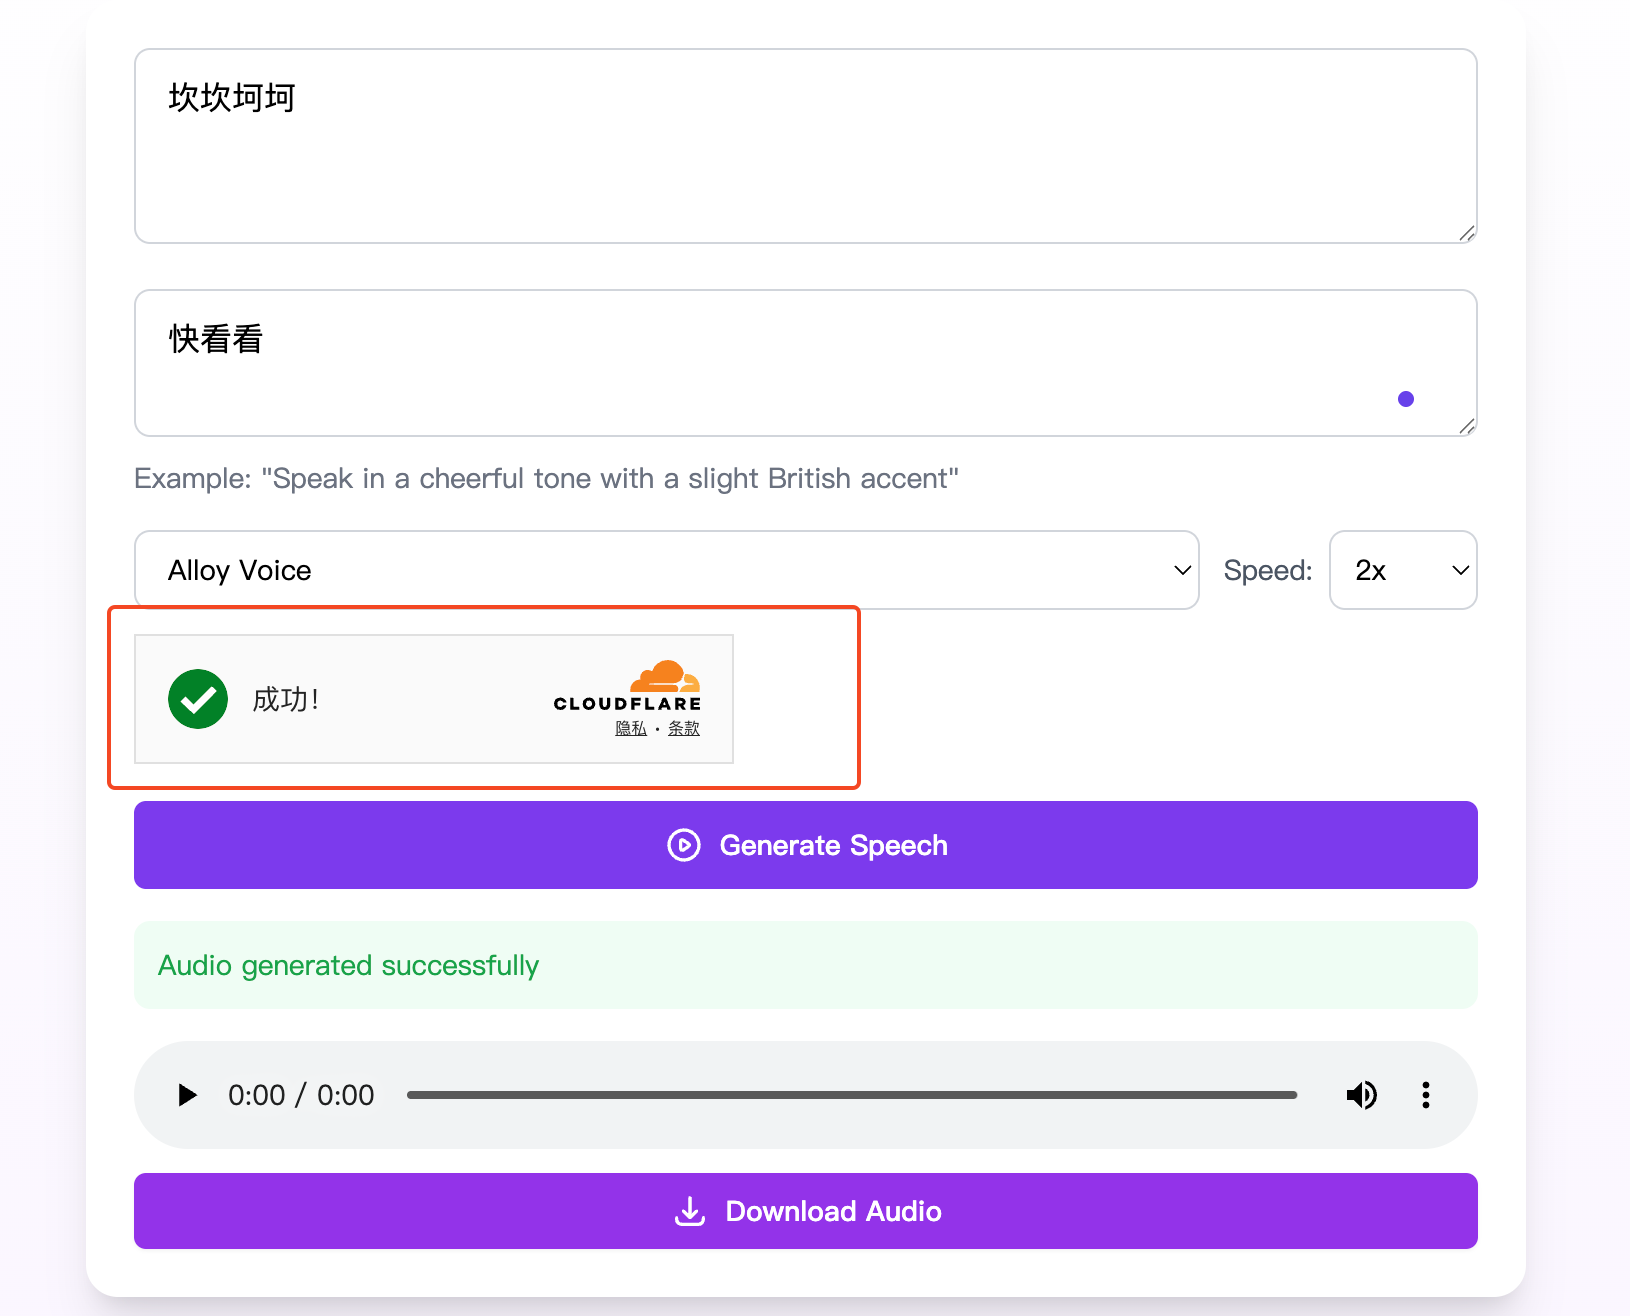 坎坎坷坷
快看看
Example: "Speak in a cheerful tone with a slight British accent"
Alloy Voice
Speed:
2x
成功!
CLOUDFLARE
隐私 · 条款
Generate Speech
Audio generated successfully
0:00 / 0:00
Download Audio